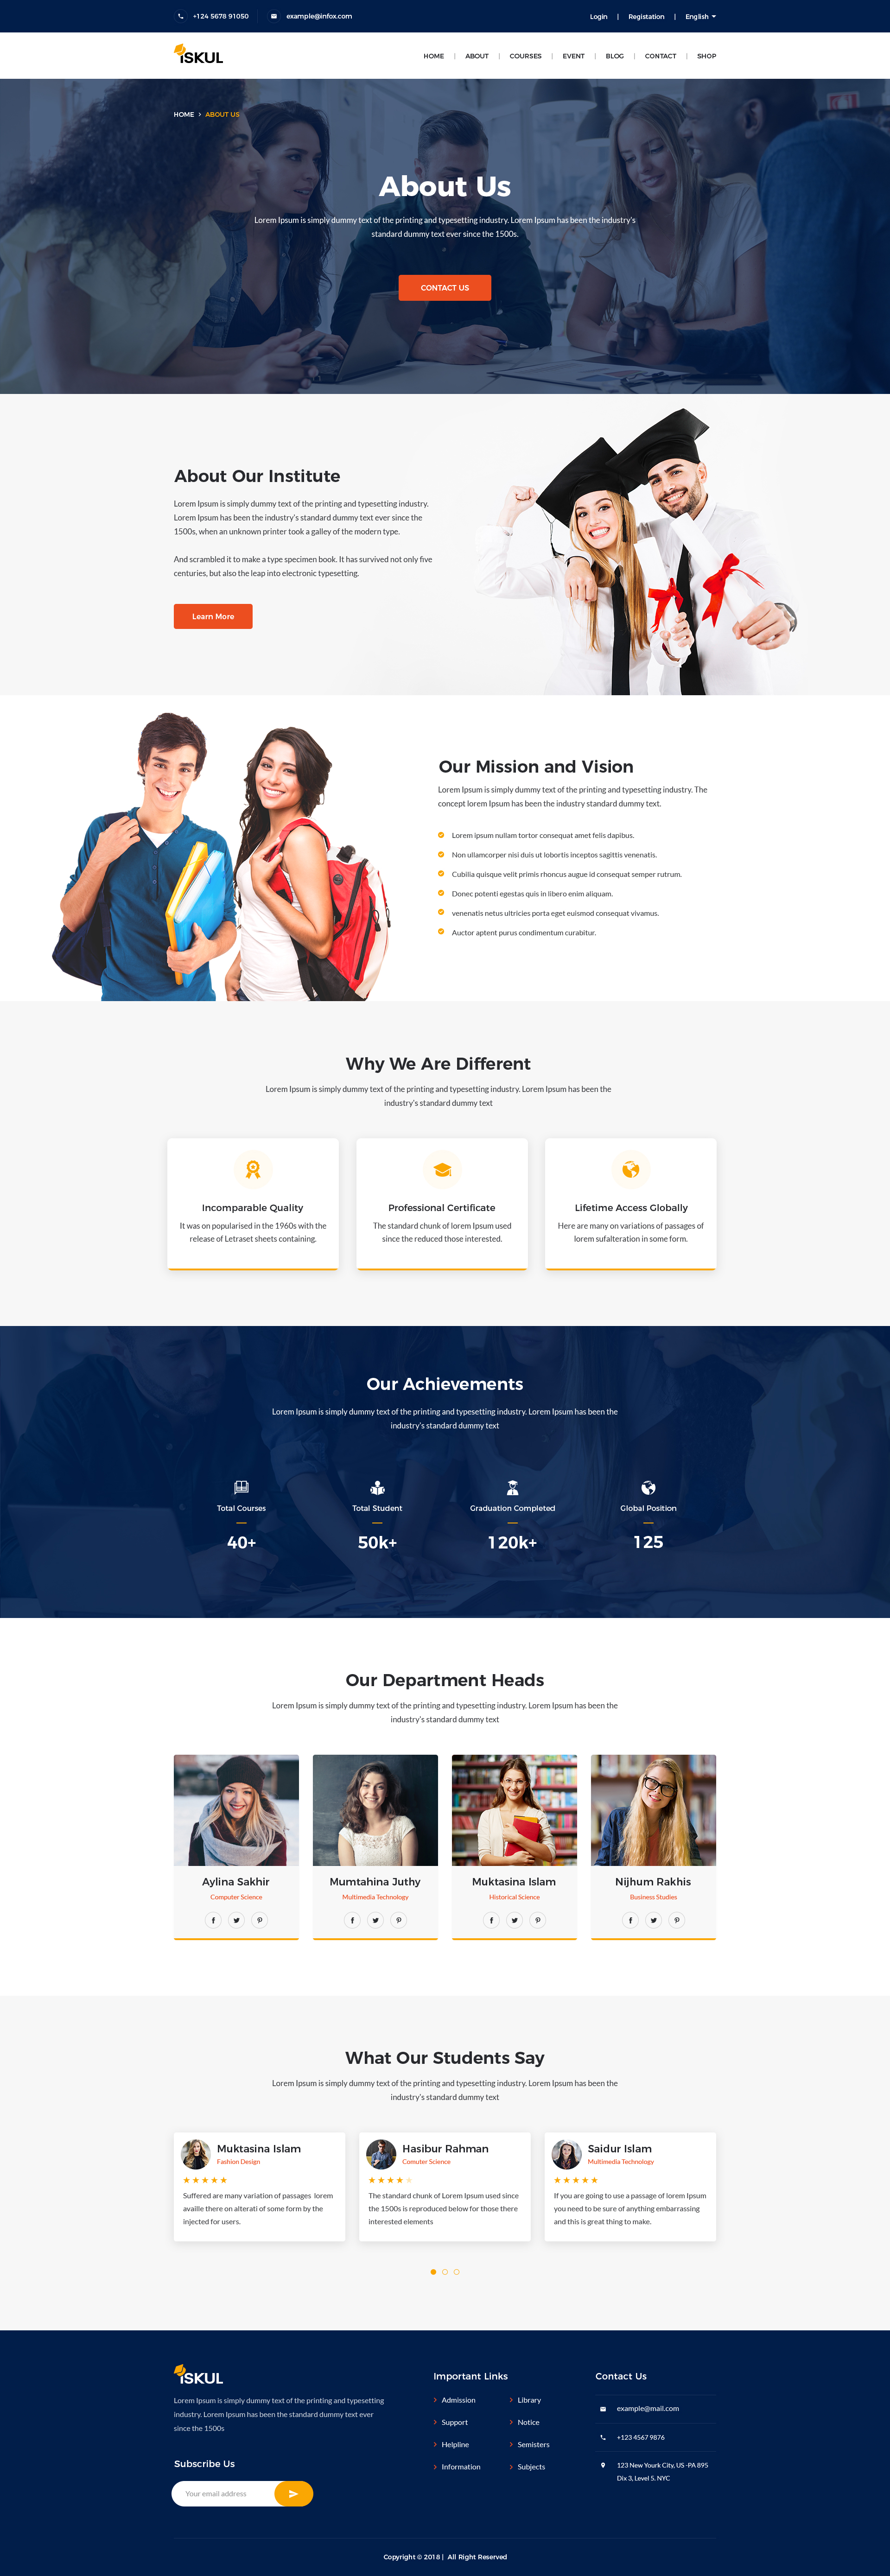 +124 5678 91050
example@infox.com
Login | Registation | English
iSKUL
HOME | ABOUT | COURSES | EVENT | BLOG | CONTACT | SHOP
HOME > ABOUT US
About Us
Lorem Ipsum is simply dummy text of the printing and typesetting industry. Lorem Ipsum has been the industry's
standard dummy text ever since the 1500s.
CONTACT US
About Our Institute
Lorem Ipsum is simply dummy text of the printing and typesetting industry.
Lorem Ipsum has been the industry's standard dummy text ever since the
1500s, when an unknown printer took a galley of the modern type.
And scrambled it to make a type specimen book. It has survived not only five
centuries, but also the leap into electronic typesetting.
Learn More
Our Mission and Vision
Lorem Ipsum is simply dummy text of the printing and typesetting industry. The
concept lorem Ipsum has been the industry standard dummy text.
Lorem ipsum nullam tortor consequat amet felis dapibus.
Non ullamcorper nisi duis ut lobortis inceptos sagittis venenatis.
Cubilia quisque velit primis rhoncus augue id consequat semper rutrum.
Donec potenti egestas quis in libero enim aliquam.
venenatis netus ultricies porta eget euismod consequat vivamus.
Auctor aptent purus condimentum curabitur.
Why We Are Different
Lorem Ipsum is simply dummy text of the printing and typesetting industry. Lorem Ipsum has been the
industry's standard dummy text
Incomparable Quality
It was on popularised in the 1960s with the
release of Letraset sheets containing.
Professional Certificate
The standard chunk of lorem Ipsum used
since the reduced those interested.
Lifetime Access Globally
Here are many on variations of passages of
lorem sufalteration in some form.
Our Achievements
Lorem Ipsum is simply dummy text of the printing and typesetting industry. Lorem Ipsum has been the
industry's standard dummy text
Total Courses
40+
Total Student
50k+
Graduation Completed
120k+
Global Position
125
Our Department Heads
Lorem Ipsum is simply dummy text of the printing and typesetting industry. Lorem Ipsum has been the
industry's standard dummy text
Aylina Sakhir
Computer Science
Mumtahina Juthy
Multimedia Technology
Muktasina Islam
Historical Science
Nijhum Rakhis
Business Studies
What Our Students Say
Lorem Ipsum is simply dummy text of the printing and typesetting industry. Lorem Ipsum has been the
industry's standard dummy text
Muktasina Islam
Fashion Design
Suffered are many variation of passages lorem
availle there on alterati of some form by the
injected for users.
Hasibur Rahman
Comuter Science
The standard chunk of Lorem Ipsum used since
the 1500s is reproduced below for those there
interested elements
Saidur Islam
Multimedia Technology
If you are going to use a passage of lorem Ipsum
you need to be sure of anything embarrassing
and this is great thing to make.
iSKUL
Lorem Ipsum is simply dummy text of the printing and typesetting
industry. Lorem Ipsum has been the standard dummy text ever
since the 1500s
Subscribe Us
Your email address
Important Links
Admission
Support
Helpline
Information
Library
Notice
Semisters
Subjects
Contact Us
example@mail.com
+123 4567 9876
123 New Yourk City, US -PA 895
Dix 3, Level 5. NYC
Copyright © 2018 | All Right Reserved